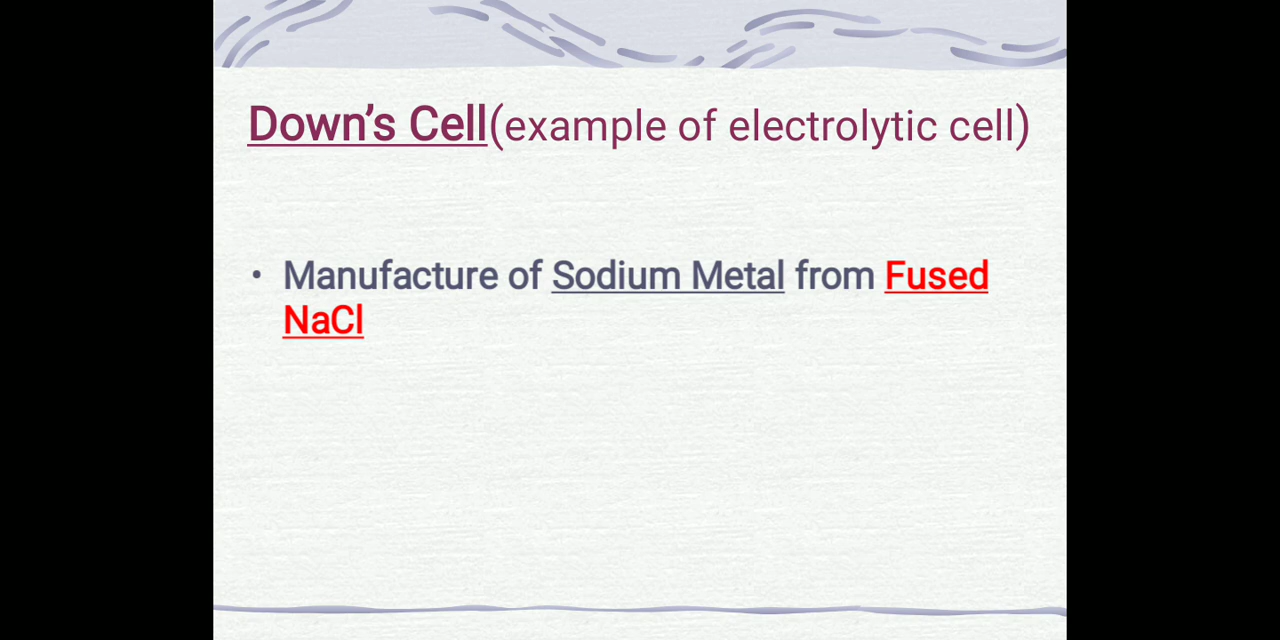 Down’s Cell(example of electrolytic cell)
• Manufacture of Sodium Metal from Fused
NaCl